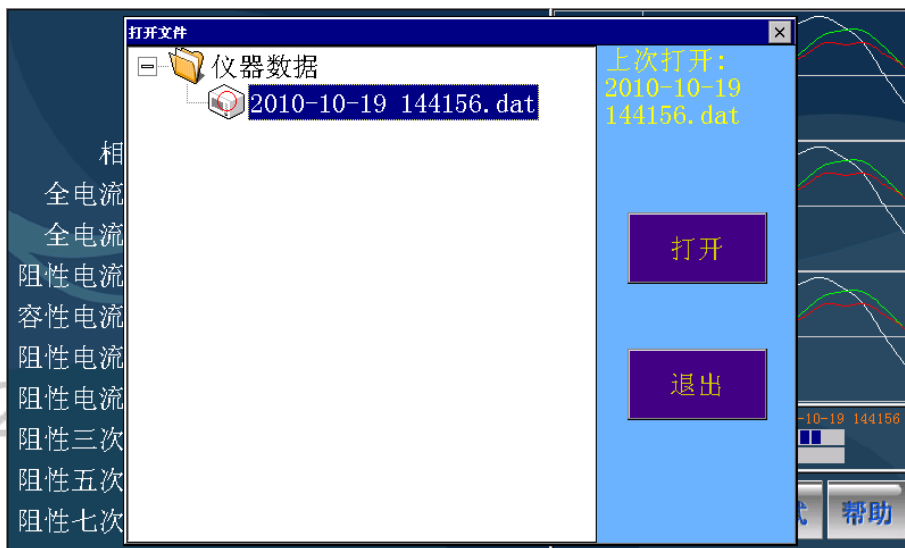 打开文件
仪器数据
2010-10-19 144156.dat
上次打开:
2010-10-19
144156.dat
打开
退出
相
全电流
全电流
阻性电流
容性电流
阻性电流
阻性电流
阻性三次
阻性五次
阻性七次
-10-19 144156
帮助